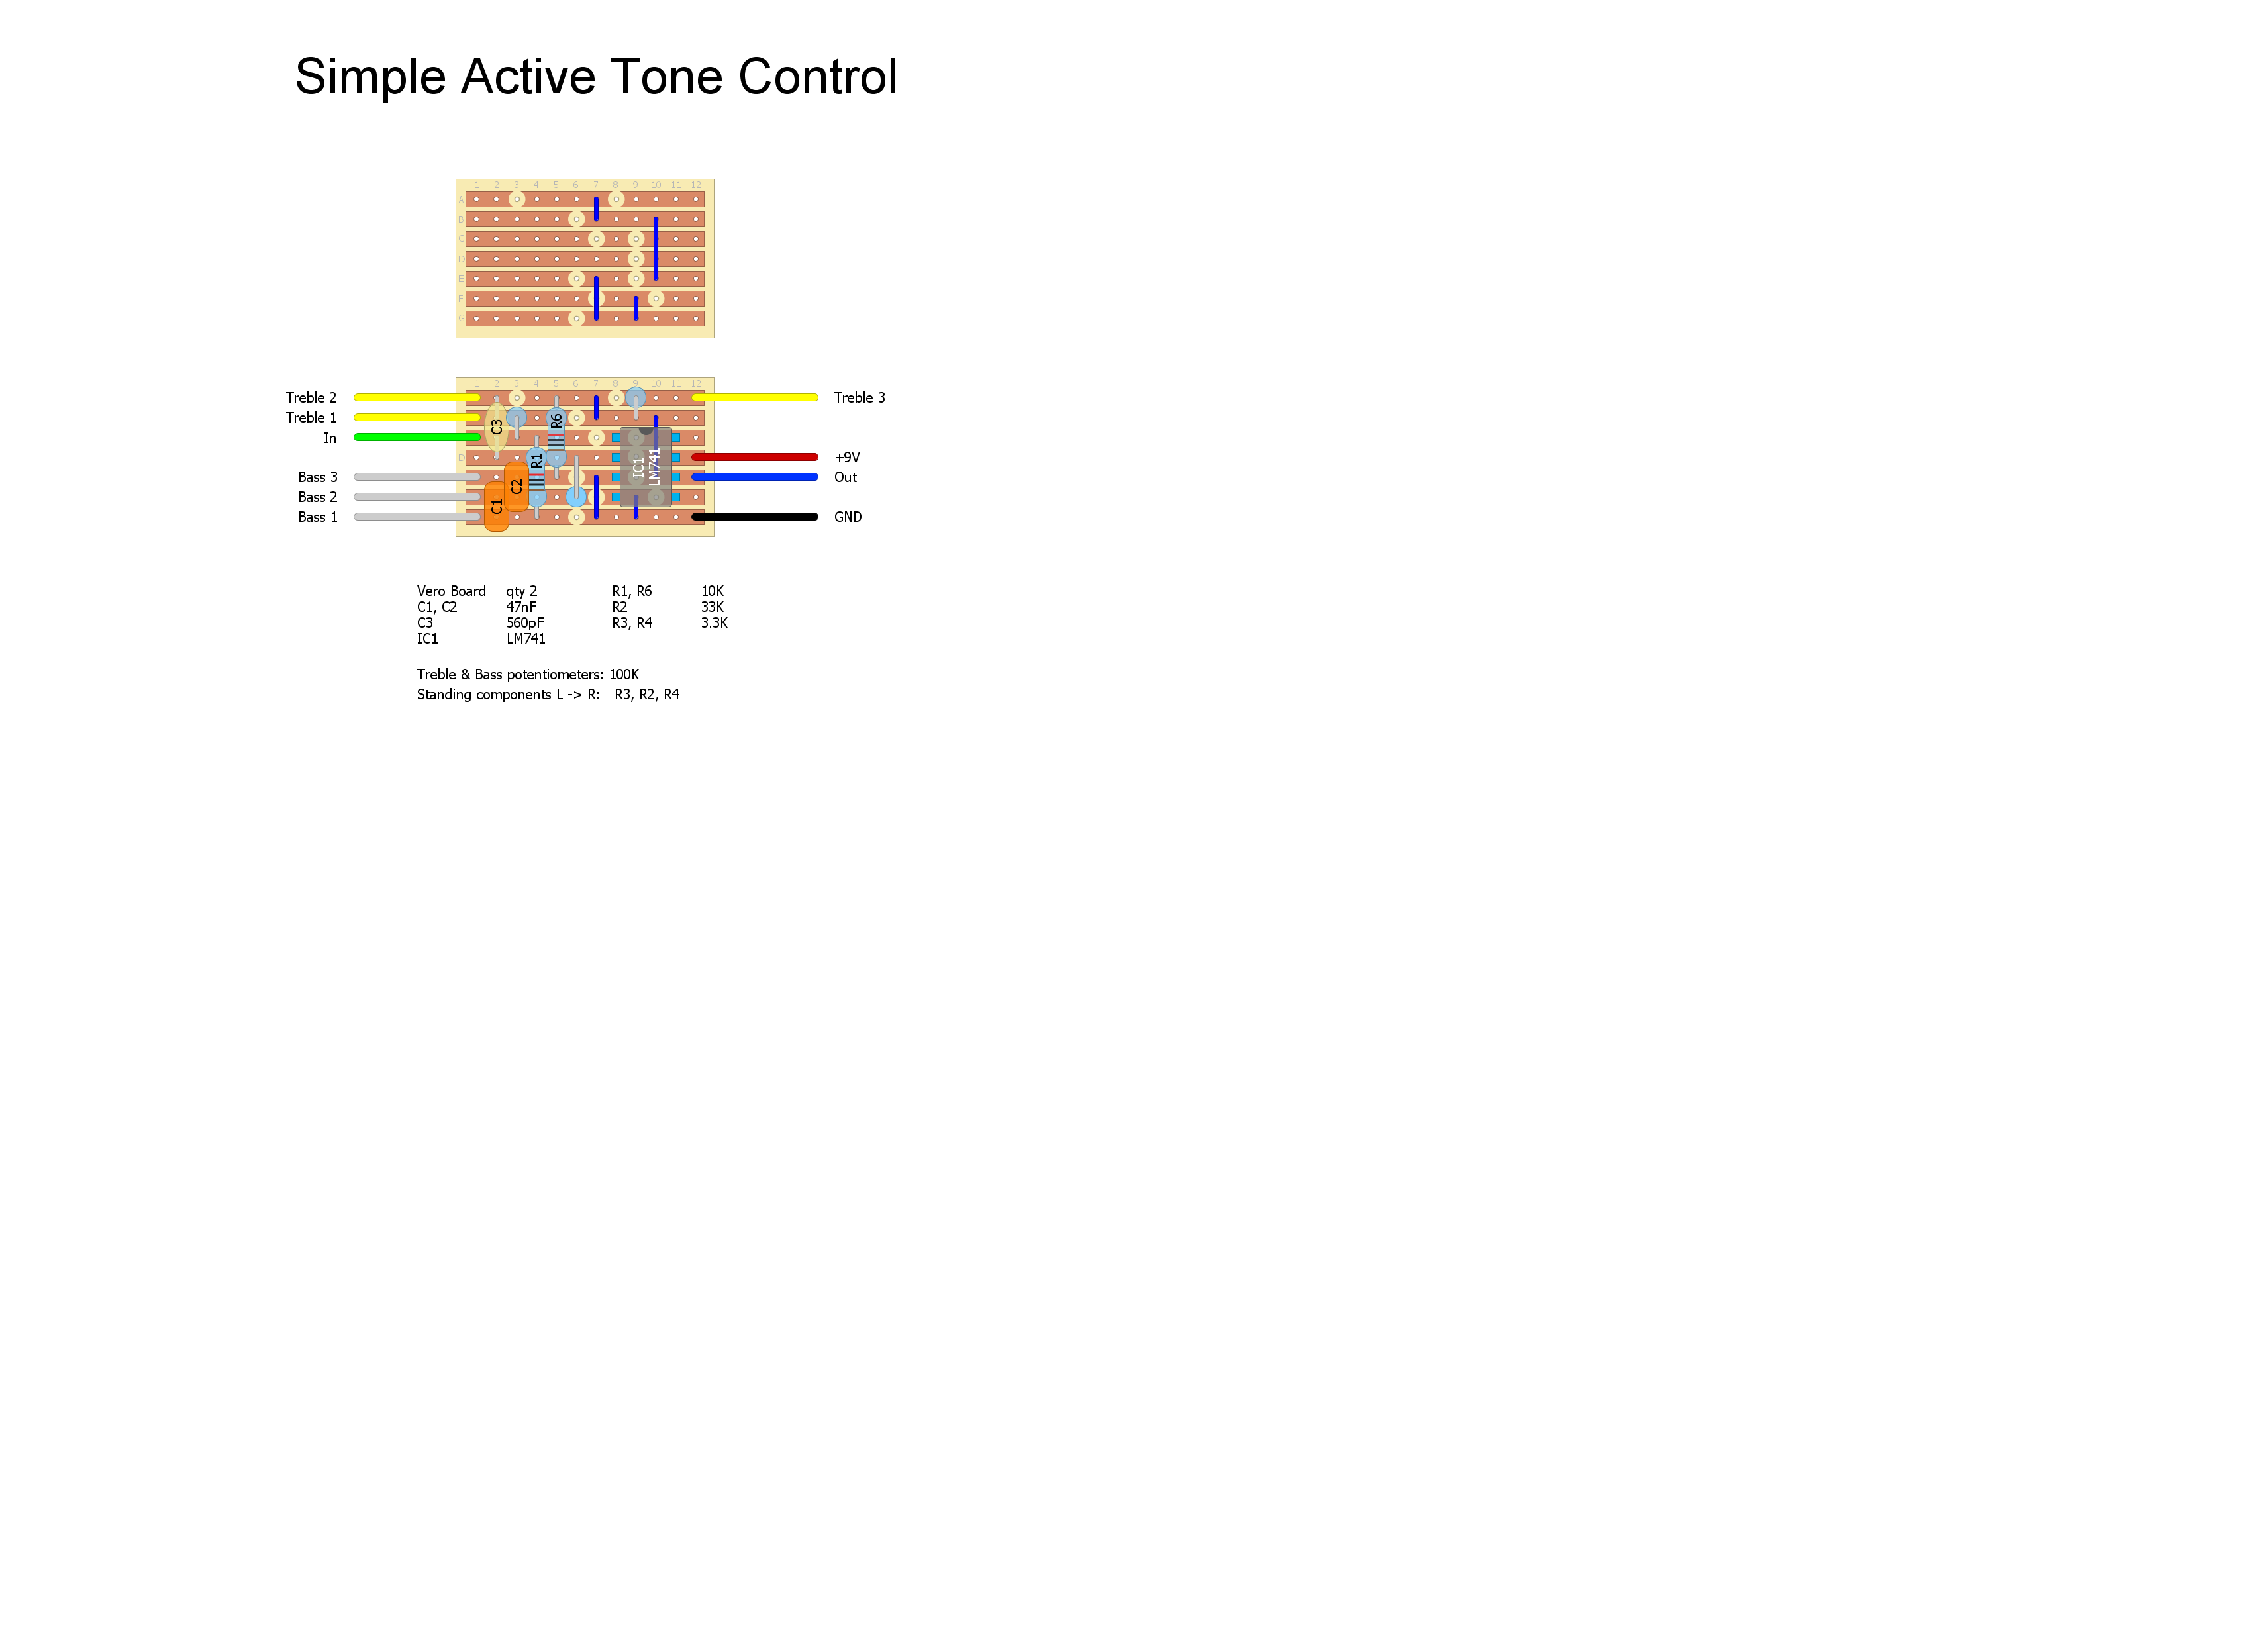 Simple Active Tone Control
1 2 3 4 5 6 7 8 9 10 11 12
A
B
C
D
E
F
G
1 2 3 4 5 6 7 8 9 10 11 12
Treble 2
Treble 3
Treble 1
C3
R6
In
D
R1
IC1
LM741
+9V
Bass 3
C2
Out
Bass 2
C1
Bass 1
GND
Vero Board qty 2 R1, R6 10K
C1, C2 47nF R2 33K
C3 560pF R3, R4 3.3K
IC1 LM741
Treble & Bass potentiometers: 100K
Standing components L -> R: R3, R2, R4